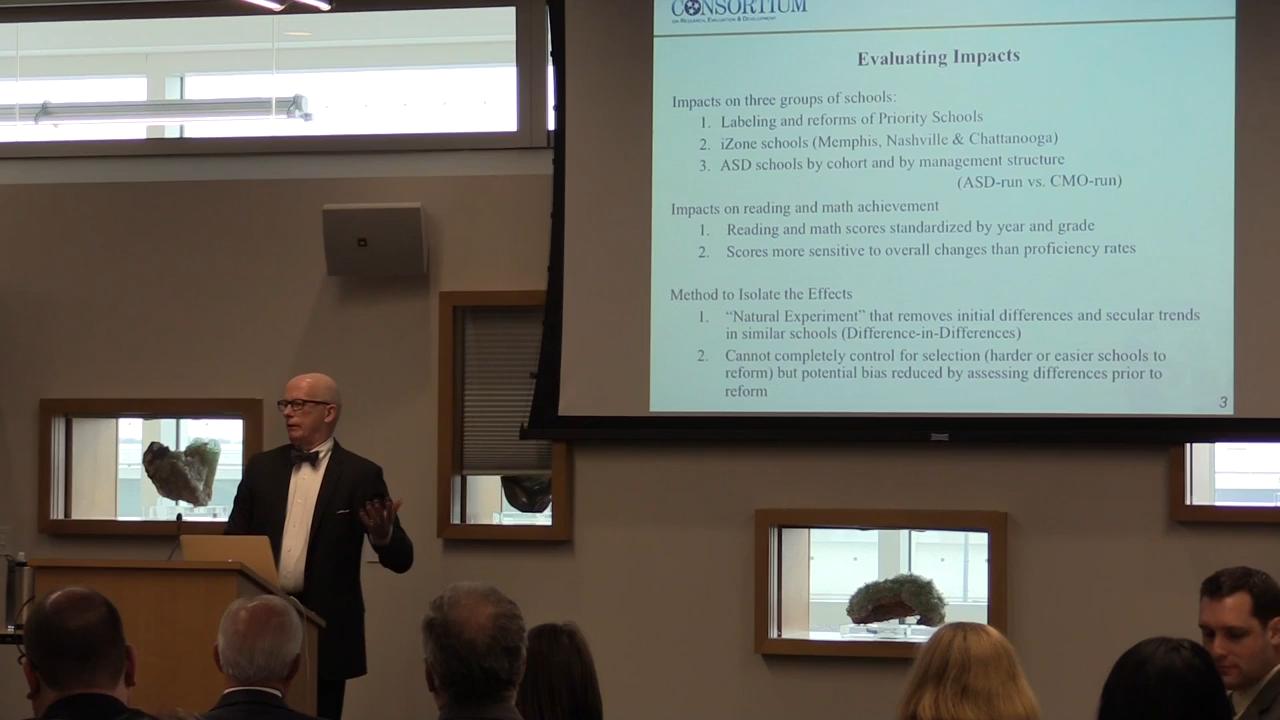 CONSORTIUM
ON RESEARCH, EVALUATION & DEVELOPMENT
Evaluating Impacts
Impacts on three groups of schools:
1. Labeling and reforms of Priority Schools
2. iZone schools (Memphis, Nashville & Chattanooga)
3. ASD schools by cohort and by management structure
(ASD-run vs. CMO-run)
Impacts on reading and math achievement
1. Reading and math scores standardized by year and grade
2. Scores more sensitive to overall changes than proficiency rates
Method to Isolate the Effects
1. “Natural Experiment” that removes initial differences and secular trends
in similar schools (Difference-in-Differences)
2. Cannot completely control for selection (harder or easier schools to
reform) but potential bias reduced by assessing differences prior to
reform
3